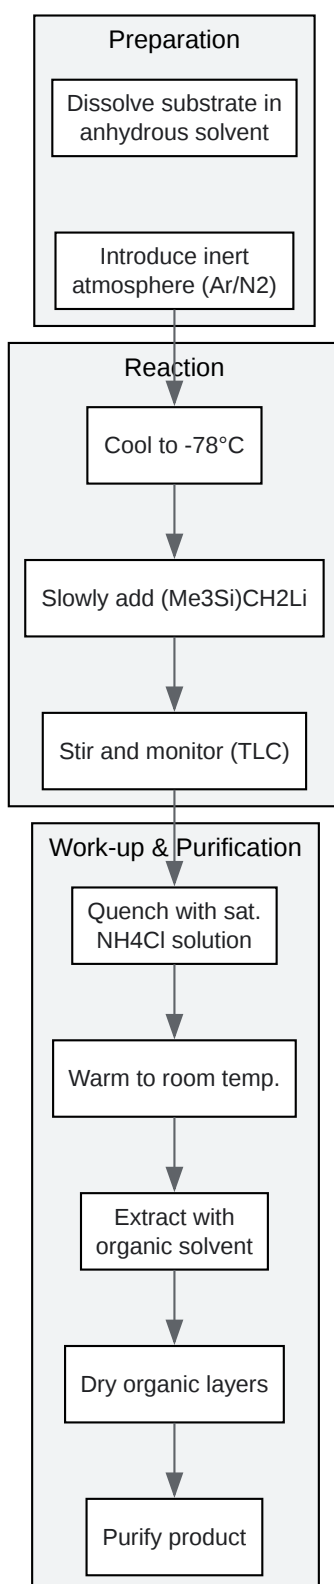 Preparation
Dissolve substrate in
anhydrous solvent
Introduce inert
atmosphere (Ar/N2)
Reaction
Cool to -78°C
Slowly add (Me3Si)CH2Li
Stir and monitor (TLC)
Work-up & Purification
Quench with sat.
NH4Cl solution
Warm to room temp.
Extract with
organic solvent
Dry organic layers
Purify product